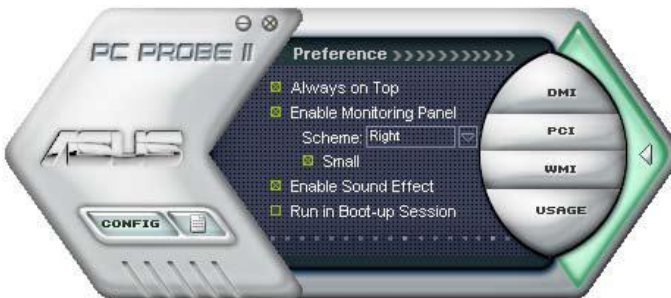 PC PROBE II
Preference
Always on Top
Enable Monitoring Panel
Scheme: Right
Small
Enable Sound Effect
Run in Boot-up Session
ASUS
CONFIG
DMI
PCI
WMI
USAGE